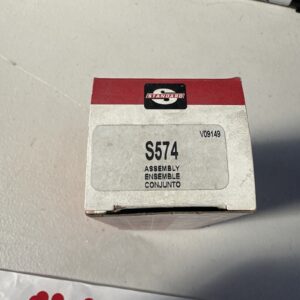 STANDARD
V09149
S574
ASSEMBLY
ENSEMBLE
CONJUNTO